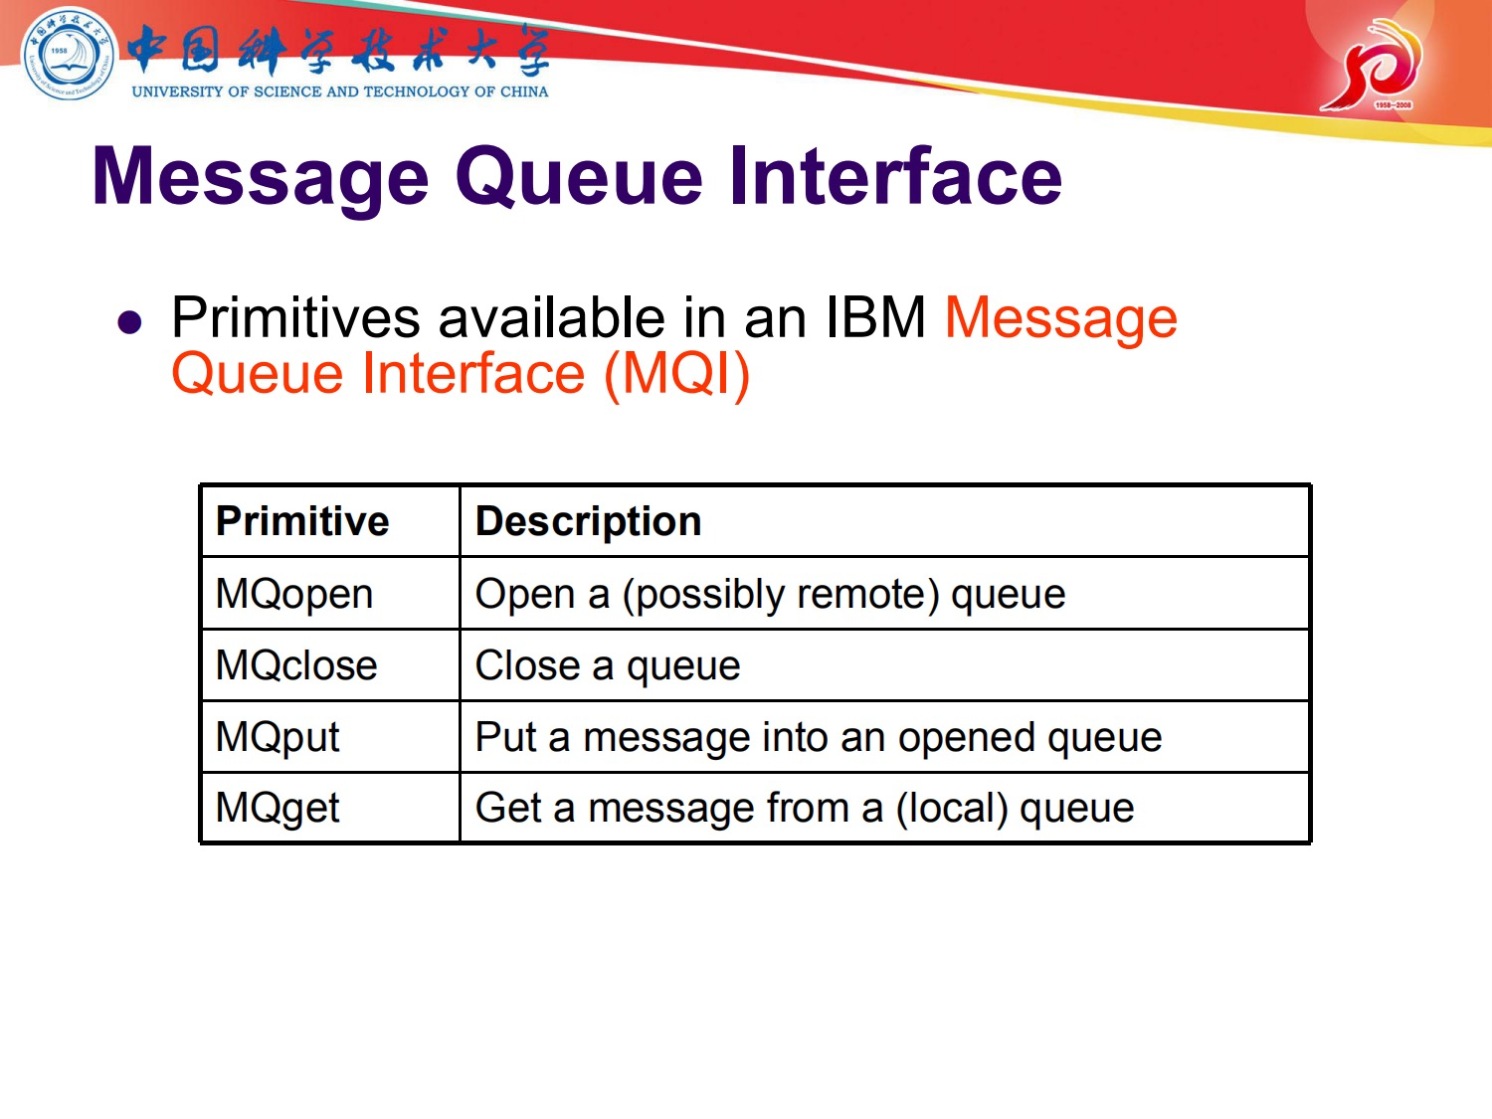 中国科学技术大学
UNIVERSITY OF SCIENCE AND TECHNOLOGY OF CHINA
1958
1958-2008
Message Queue Interface
● Primitives available in an IBM Message
Queue Interface (MQI)
Primitive Description
MQopen Open a (possibly remote) queue
MQclose Close a queue
MQput Put a message into an opened queue
MQget Get a message from a (local) queue